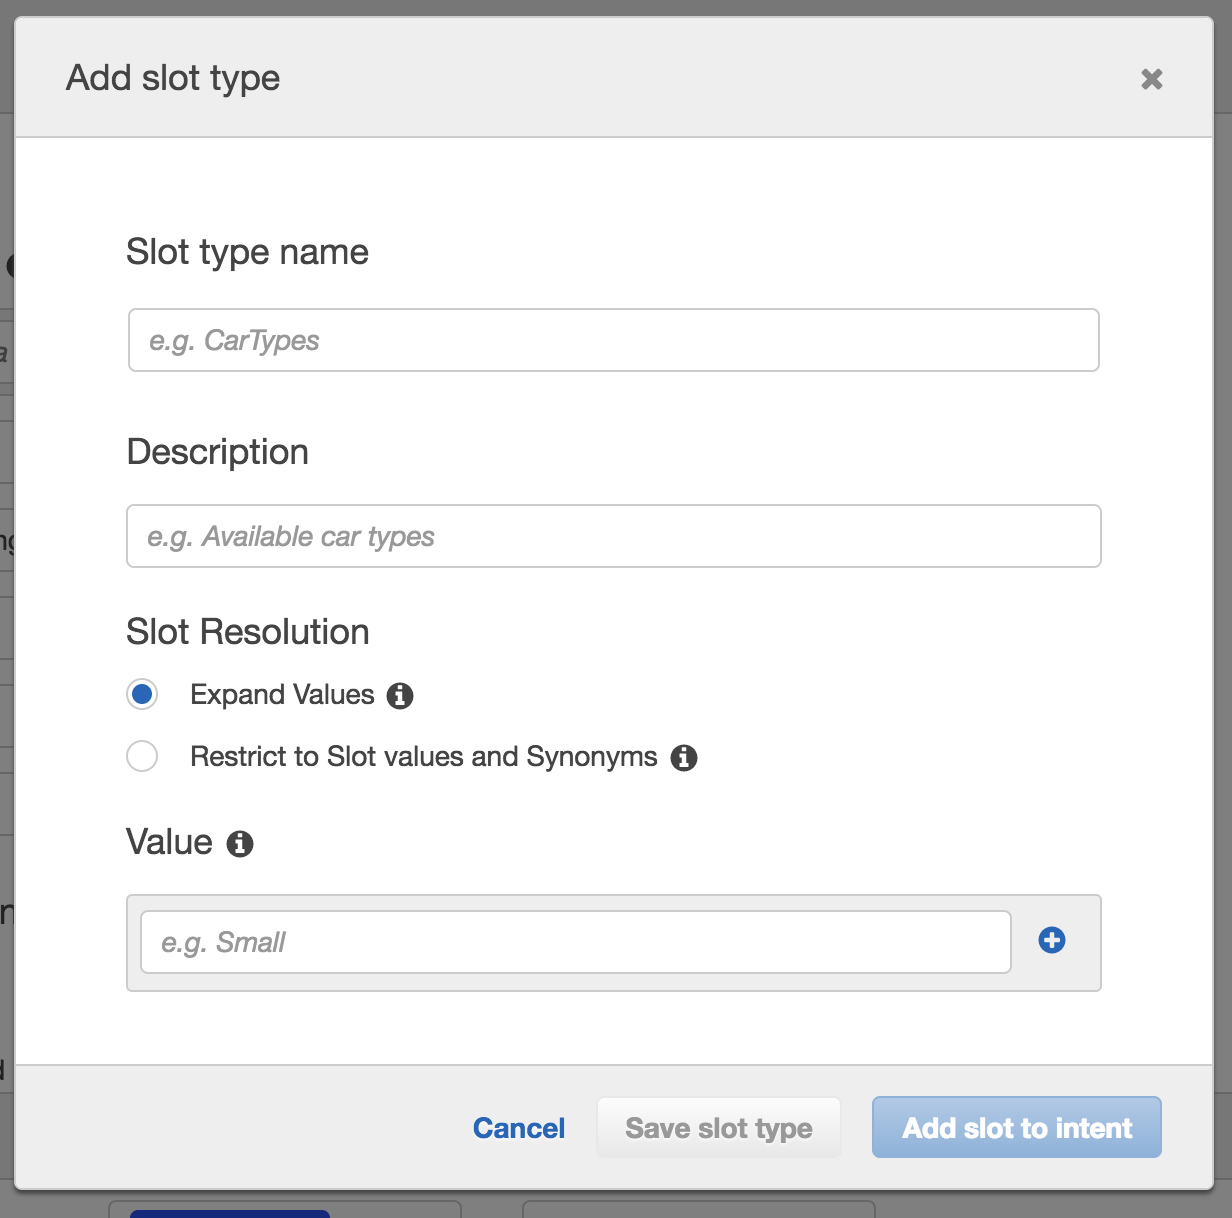 Add slot type
Slot type name
e.g. CarTypes
Description
e.g. Available car types
Slot Resolution
Expand Values
Restrict to Slot values and Synonyms
Value
e.g. Small
Cancel
Save slot type
Add slot to intent